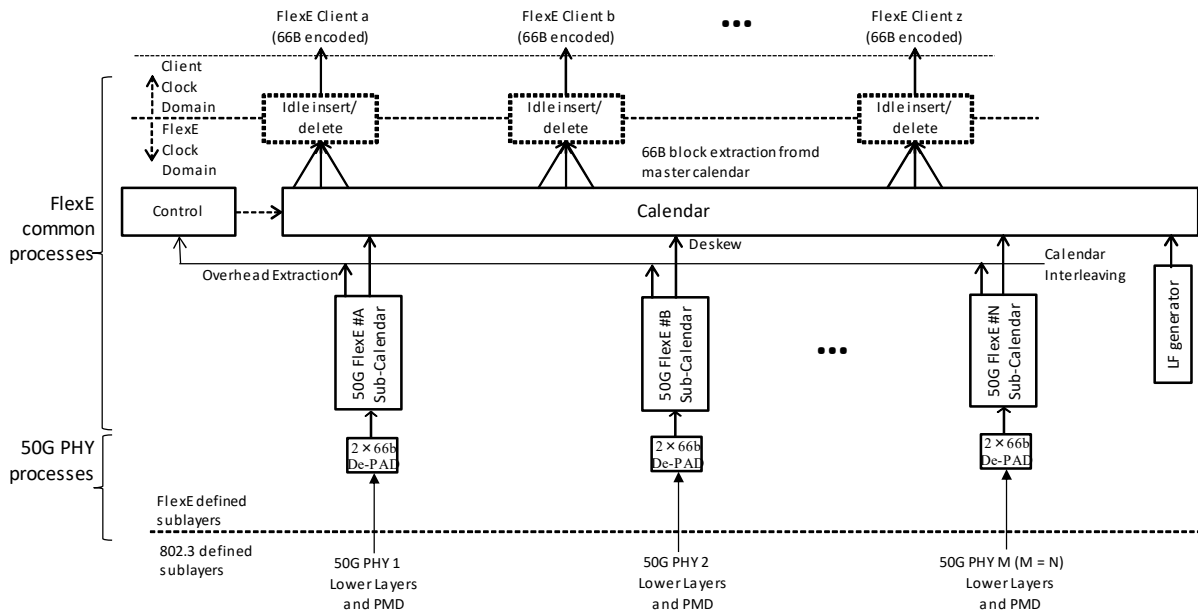 FlexE Client a
(66B encoded)
FlexE Client b
(66B encoded)
FlexE Client z
(66B encoded)
Client
Clock
Domain
FlexE
Clock
Domain
Idle insert/
delete
Idle insert/
delete
Idle insert/
delete
66B block extraction fromd
master calendar
FlexE
common
processes
Control
Calendar
Deskew
Overhead Extraction
Calendar
Interleaving
50G FlexE #A
Sub-Calendar
50G FlexE #B
Sub-Calendar
50G FlexE #N
Sub-Calendar
LF generator
50G PHY
processes
2×66b
De-PAD
2×66b
De-PAD
2×66b
De-PAD
FlexE defined
sublayers
802.3 defined
sublayers
50G PHY 1
Lower Layers
and PMD
50G PHY 2
Lower Layers
and PMD
50G PHY M (M = N)
Lower Layers
and PMD